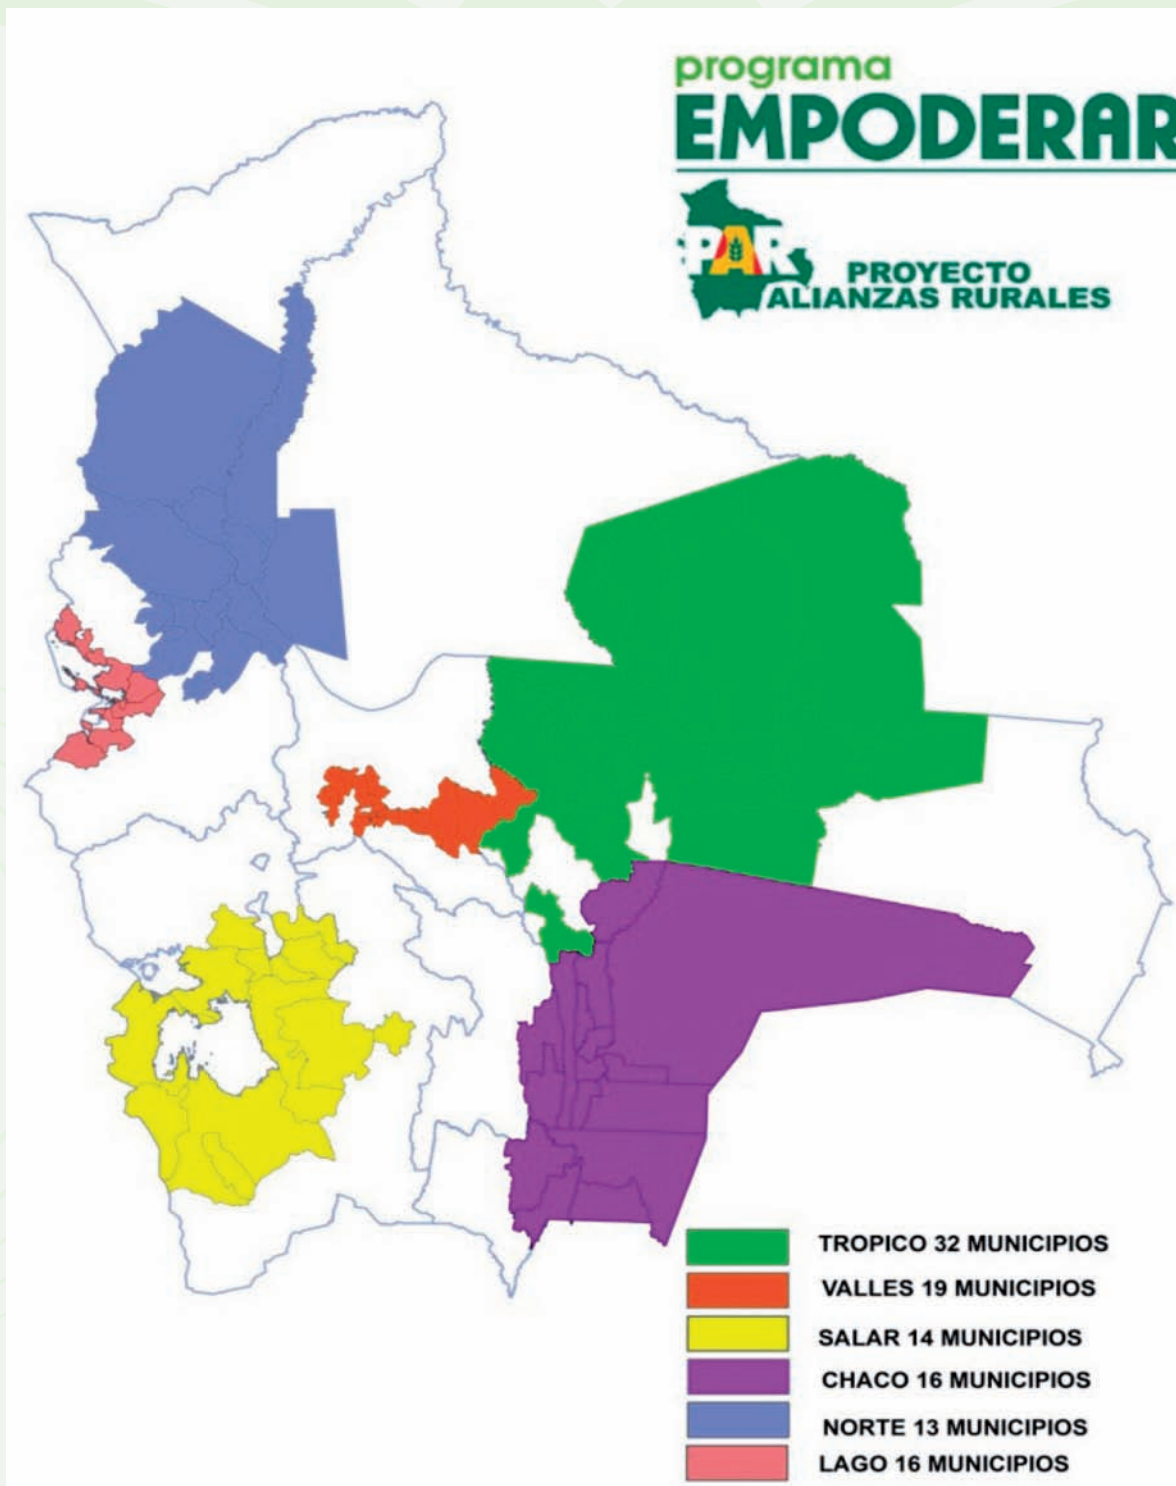 programa
EMPODERAR
PAR
PROYECTO
ALIANZAS RURALES
TROPICO 32 MUNICIPIOS
VALLES 19 MUNICIPIOS
SALAR 14 MUNICIPIOS
CHACO 16 MUNICIPIOS
NORTE 13 MUNICIPIOS
LAGO 16 MUNICIPIOS